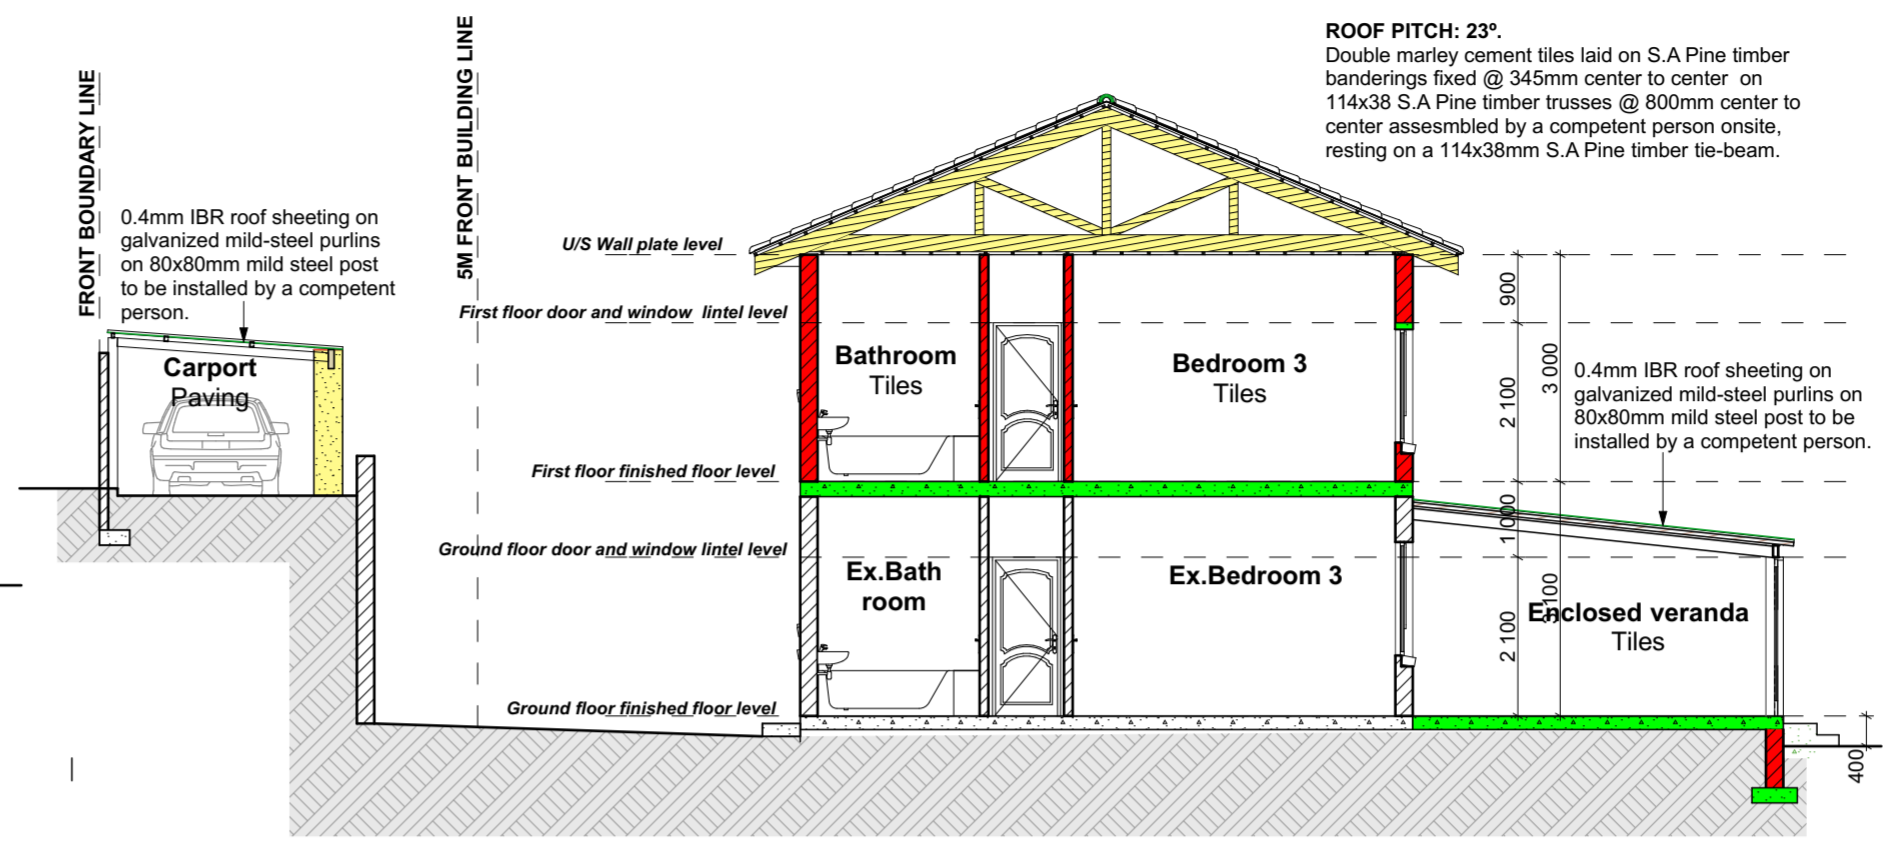 ROOF PITCH: 23º.
Double marley cement tiles laid on S.A Pine timber
banderings fixed @ 345mm center to center on
114x38 S.A Pine timber trusses @ 800mm center to
center assesmbled by a competent person onsite,
resting on a 114x38mm S.A Pine timber tie-beam.
FRONT BOUNDARY LINE
5M FRONT BUILDING LINE
0.4mm IBR roof sheeting on
galvanized mild-steel purlins
on 80x80mm mild steel post
to be installed by a competent
person.
Carport
Paving
U/S Wall plate level
First floor door and window lintel level
First floor finished floor level
Ground floor door and window lintel level
Ground floor finished floor level
Bathroom
Tiles
Bedroom 3
Tiles
Ex.Bath
room
Ex.Bedroom 3
900
2 100
3 000
1 000
2 100
3 100
0.4mm IBR roof sheeting on
galvanized mild-steel purlins on
80x80mm mild steel post to be
installed by a competent person.
Enclosed veranda
Tiles
400